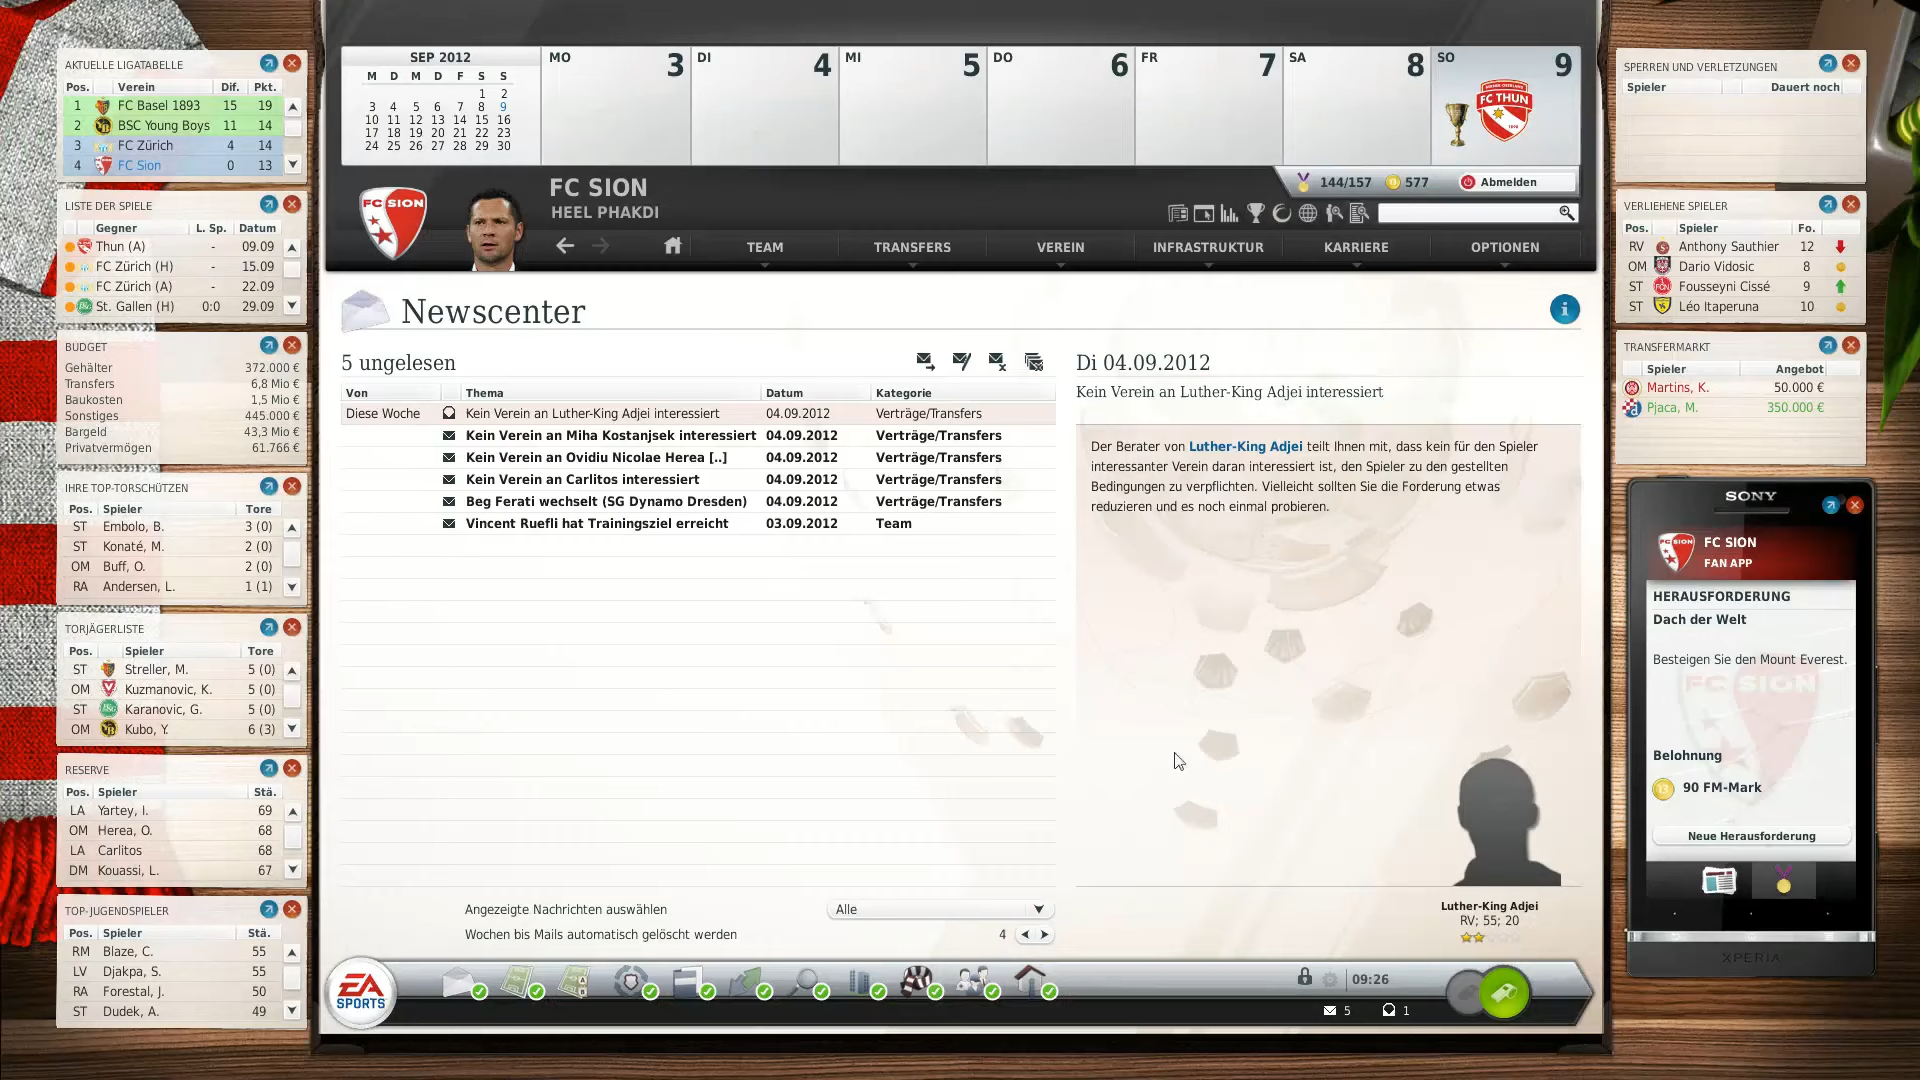 AKTUELLE LIGATABELLE
Pos. Verein Dif. Pkt.
1 FC Basel 1893 15 19
2 BSC Young Boys 11 14
3 FC Zürich 4 14
4 FC Sion 0 13
LISTE DER SPIELE
Gegner L. Sp. Datum
Thun (A) - 09.09
FC Zürich (H) - 15.09
FC Zürich (A) - 22.09
St. Gallen (H) 0:0 29.09
BUDGET
Gehälter 372.000 €
Transfers 6,8 Mio €
Baukosten 1,5 Mio €
Sonstiges 445.000 €
Bargeld 43,3 Mio €
Privatvermögen 61.766 €
IHRE TOP-TORSCHÜTZEN
Pos. Spieler Tore
ST Embolo, B. 3 (0)
ST Konaté, M. 2 (0)
OM Buff, O. 2 (0)
RA Andersen, L. 1 (1)
TORJÄGERLISTE
Pos. Spieler Tore
ST Streller, M. 5 (0)
OM Kuzmanovic, K. 5 (0)
ST Karanovic, G. 5 (0)
OM Kubo, Y. 6 (3)
RESERVE
Pos. Spieler Stä.
LA Yartey, I. 69
OM Herea, O. 68
LA Carlitos 68
DM Kouassi, L. 67
TOP-JUGENDSPIELER
Pos. Spieler Stä.
RM Blaze, C. 55
LV Djakpa, S. 55
RA Forestal, J. 50
ST Dudek, A. 49
SEP 2012
M D M D F S S
1 2
3 4 5 6 7 8 9
10 11 12 13 14 15 16
17 18 19 20 21 22 23
24 25 26 27 28 29 30
MO 3 DI 4 MI 5 DO 6 FR 7 SA 8 SO 9
FC THUN
144/157 577 Abmelden
FC SION
FC SION
HEEL PHAKDI
TEAM TRANSFERS VEREIN INFRASTRUKTUR KARRIERE OPTIONEN
Newscenter
5 ungelesen
Von Thema Datum Kategorie
Diese Woche Kein Verein an Luther-King Adjei interessiert 04.09.2012 Verträge/Transfers
Kein Verein an Miha Kostanjsek interessiert 04.09.2012 Verträge/Transfers
Kein Verein an Ovidiu Nicolae Herea [..] 04.09.2012 Verträge/Transfers
Kein Verein an Carlitos interessiert 04.09.2012 Verträge/Transfers
Beg Ferati wechselt (SG Dynamo Dresden) 04.09.2012 Verträge/Transfers
Vincent Ruefli hat Trainingsziel erreicht 03.09.2012 Team
Angezeigte Nachrichten auswählen Alle
Wochen bis Mails automatisch gelöscht werden 4
Di 04.09.2012
Kein Verein an Luther-King Adjei interessiert
Der Berater von Luther-King Adjei teilt Ihnen mit, dass kein für den Spieler
interessanter Verein daran interessiert ist, den Spieler zu den gestellten
Bedingungen zu verpflichten. Vielleicht sollten Sie die Forderung etwas
reduzieren und es noch einmal probieren.
Luther-King Adjei
RV; 55; 20
EA
SPORTS
09:26
5 1
SPERREN UND VERLETZUNGEN
Spieler Dauert noch
VERLIEHENE SPIELER
Pos. Spieler Fo.
RV Anthony Sauthier 12
OM Dario Vidosic 8
ST Fousseyni Cissé 9
ST Léo Itaperuna 10
TRANSFERMARKT
Spieler Angebot
Martins, K. 50.000 €
Pjaca, M. 350.000 €
SONY
FC SION
FC SION
FAN APP
HERAUSFORDERUNG
Dach der Welt
Besteigen Sie den Mount Everest.
FC SION
Belohnung
90 FM-Mark
Neue Herausforderung
XPERIA